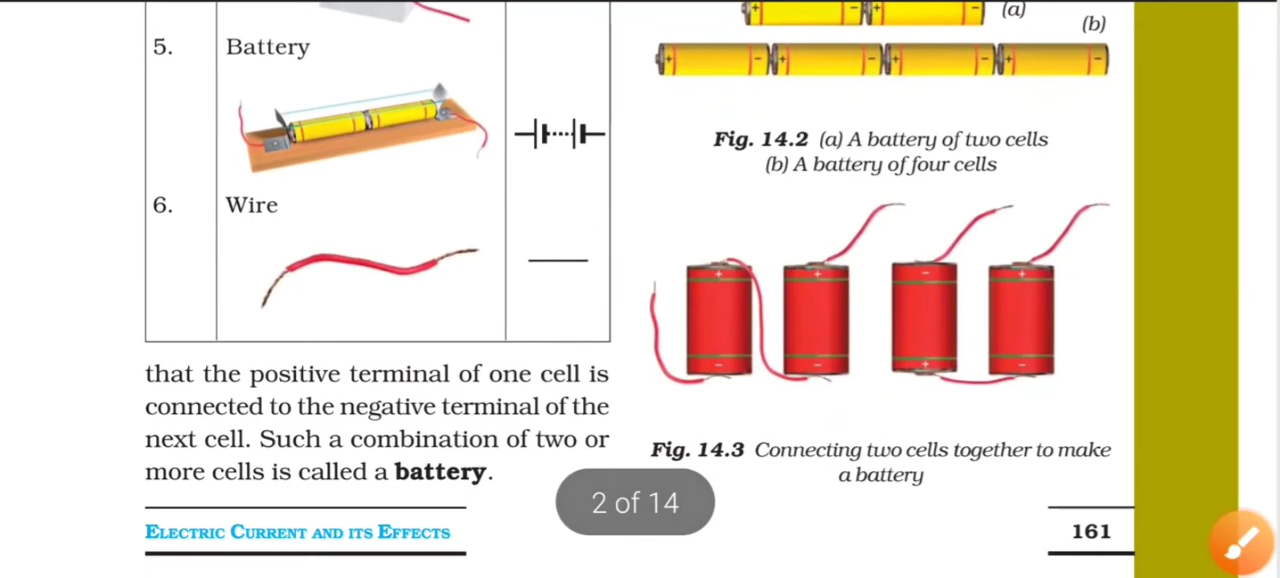 5.
Battery
6.
Wire
that the positive terminal of one cell is
connected to the negative terminal of the
next cell. Such a combination of two or
more cells is called a battery.
ELECTRIC CURRENT AND ITS EFFECTS
+ − + − (a)
(b)
+ − + − + − + −
Fig. 14.2 (a) A battery of two cells
(b) A battery of four cells
+ + − +
− − + −
Fig. 14.3 Connecting two cells together to make
a battery
2 of 14
161